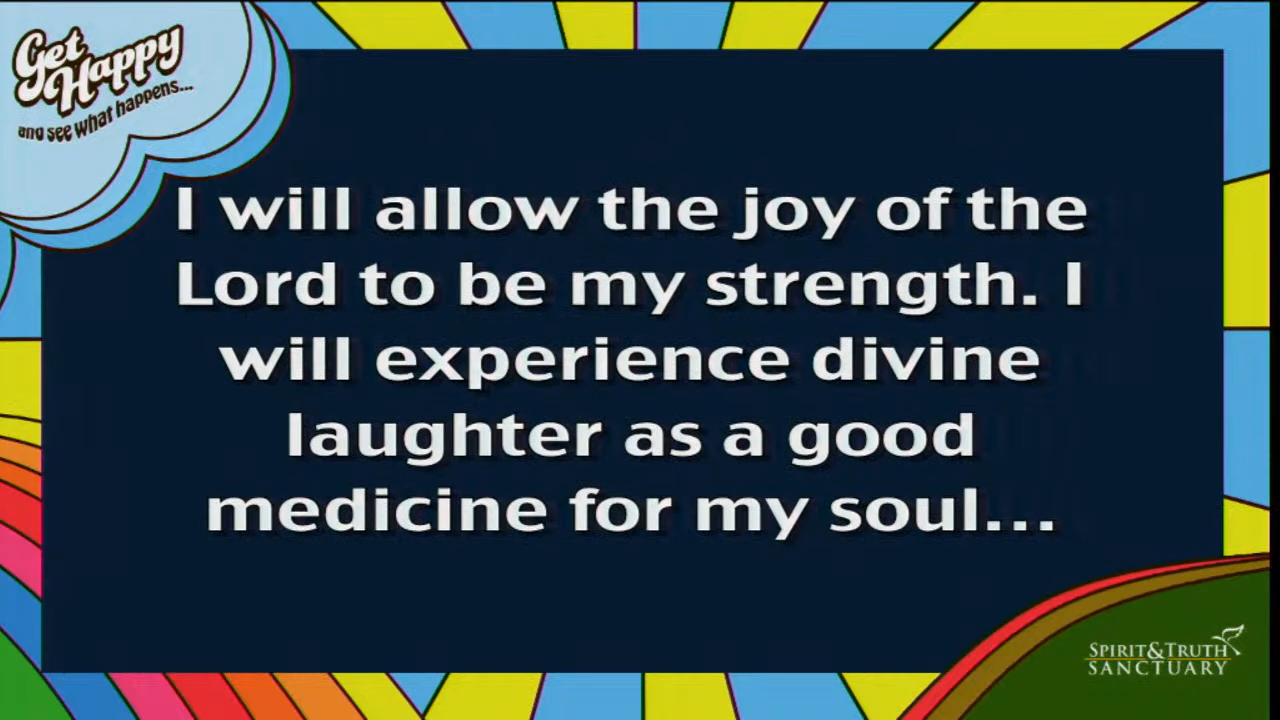 Get
Happy
and see what happens...
I will allow the joy of the
Lord to be my strength. I
will experience divine
laughter as a good
medicine for my soul...
SPIRIT&TRUTH
SANCTUARY